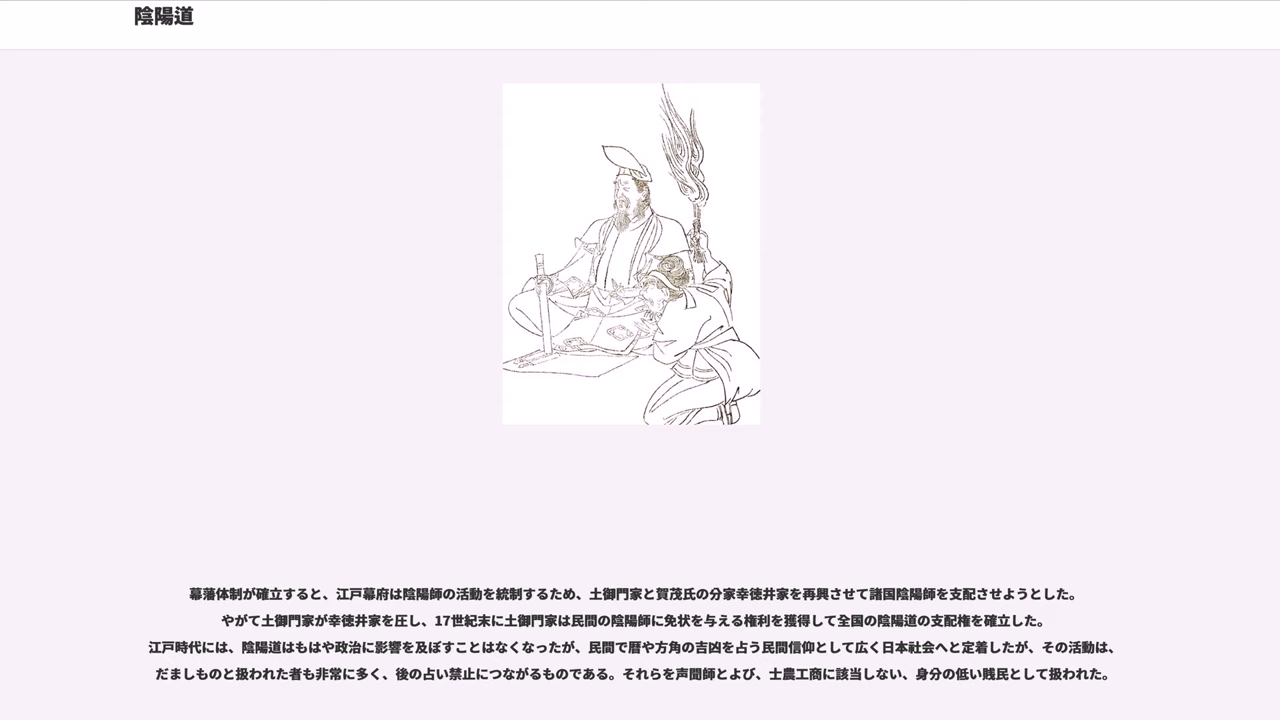 陰陽道
幕藩体制が確立すると、江戸幕府は陰陽師の活動を統制するため、土御門家と賀茂氏の分家幸徳井家を再興させて諸国陰陽師を支配させようとした。
やがて土御門家が幸徳井家を圧し、17世紀末に土御門家は民間の陰陽師に免状を与える権利を獲得して全国の陰陽道の支配権を確立した。
江戸時代には、陰陽道はもはや政治に影響を及ぼすことはなくなったが、民間で暦や方角の吉凶を占う民間信仰として広く日本社会へと定着したが、その活動は、
だましものと扱われた者も非常に多く、後の占い禁止につながるものである。それらを声聞師とよび、士農工商に該当しない、身分の低い賎民として扱われた。